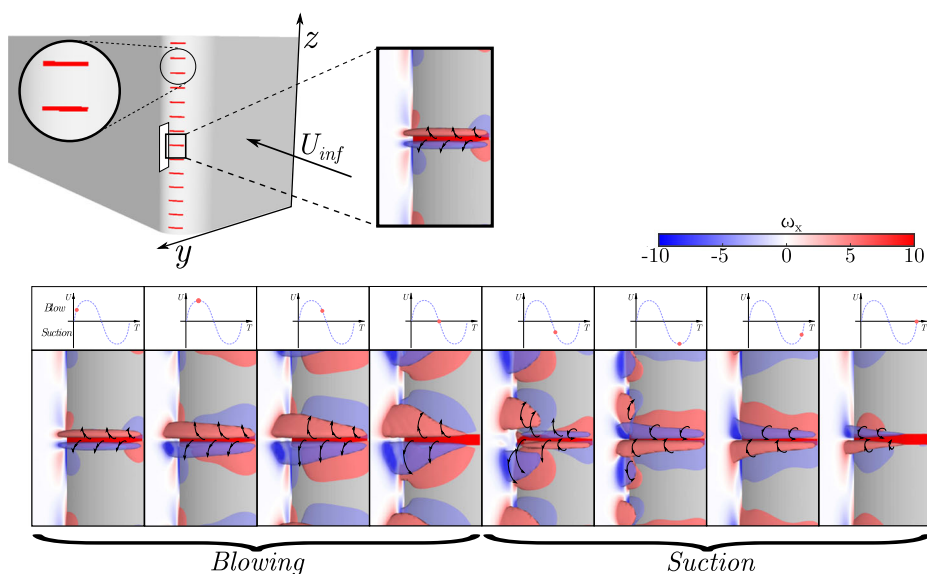 z
U_inf
y
ω_x
-10 -5 0 5 10
U U U U U U U U
Blow
Suction
T T T T T T T T
Blowing Suction